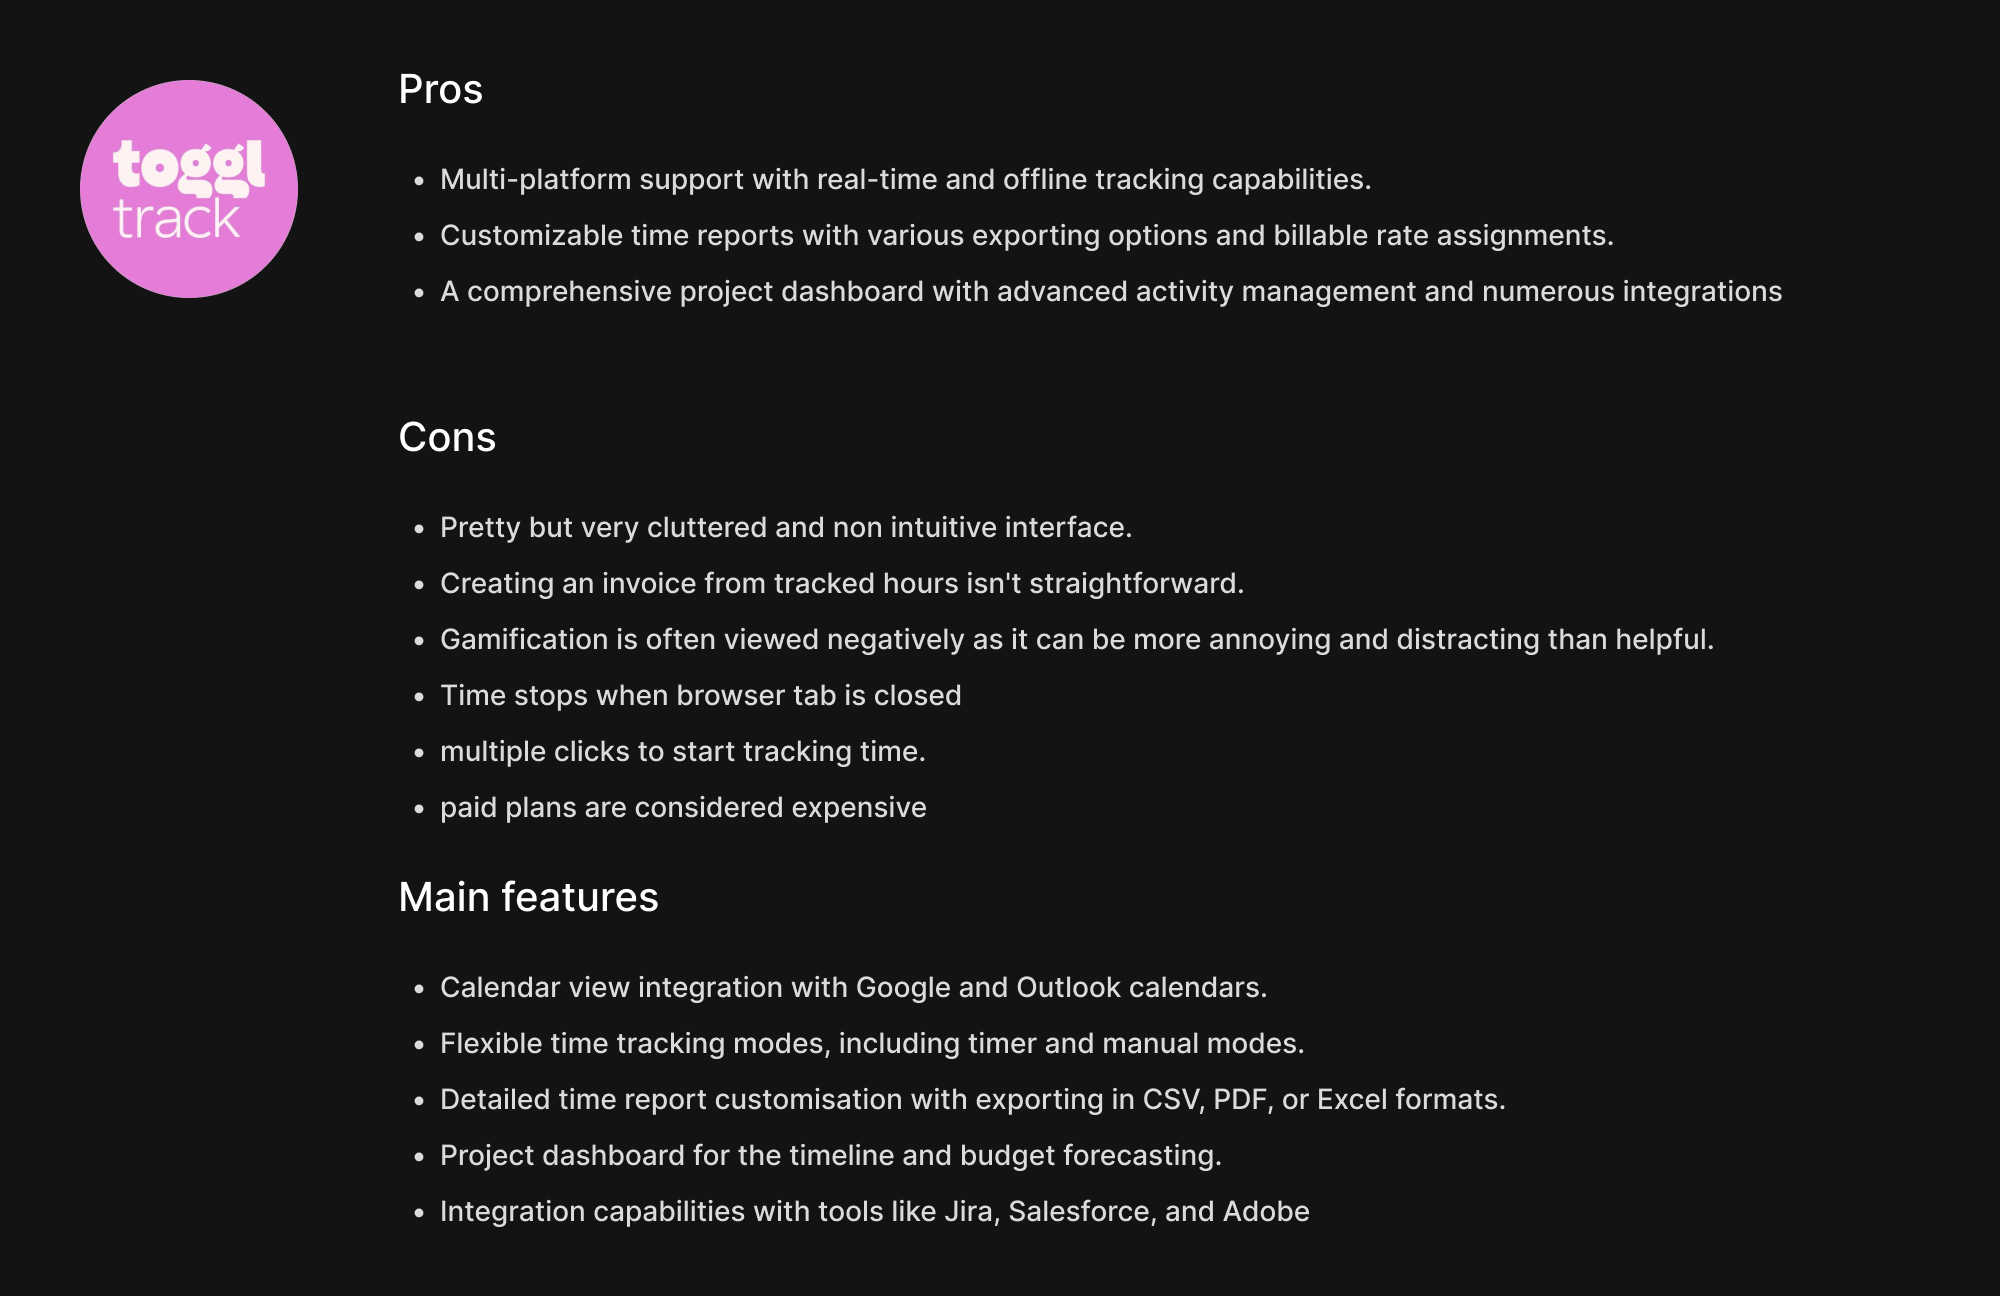 toggl
track
Pros
• Multi-platform support with real-time and offline tracking capabilities.
• Customizable time reports with various exporting options and billable rate assignments.
• A comprehensive project dashboard with advanced activity management and numerous integrations
Cons
• Pretty but very cluttered and non intuitive interface.
• Creating an invoice from tracked hours isn't straightforward.
• Gamification is often viewed negatively as it can be more annoying and distracting than helpful.
• Time stops when browser tab is closed
• multiple clicks to start tracking time.
• paid plans are considered expensive
Main features
• Calendar view integration with Google and Outlook calendars.
• Flexible time tracking modes, including timer and manual modes.
• Detailed time report customisation with exporting in CSV, PDF, or Excel formats.
• Project dashboard for the timeline and budget forecasting.
• Integration capabilities with tools like Jira, Salesforce, and Adobe